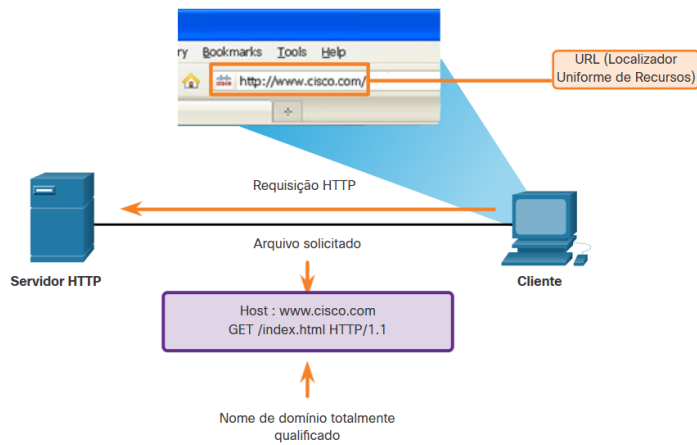 ry Bookmarks Tools Help
http://www.cisco.com/
URL (Localizador
Uniforme de Recursos)
Requisição HTTP
Arquivo solicitado
Servidor HTTP
Cliente
Host : www.cisco.com
GET /index.html HTTP/1.1
Nome de domínio totalmente
qualificado